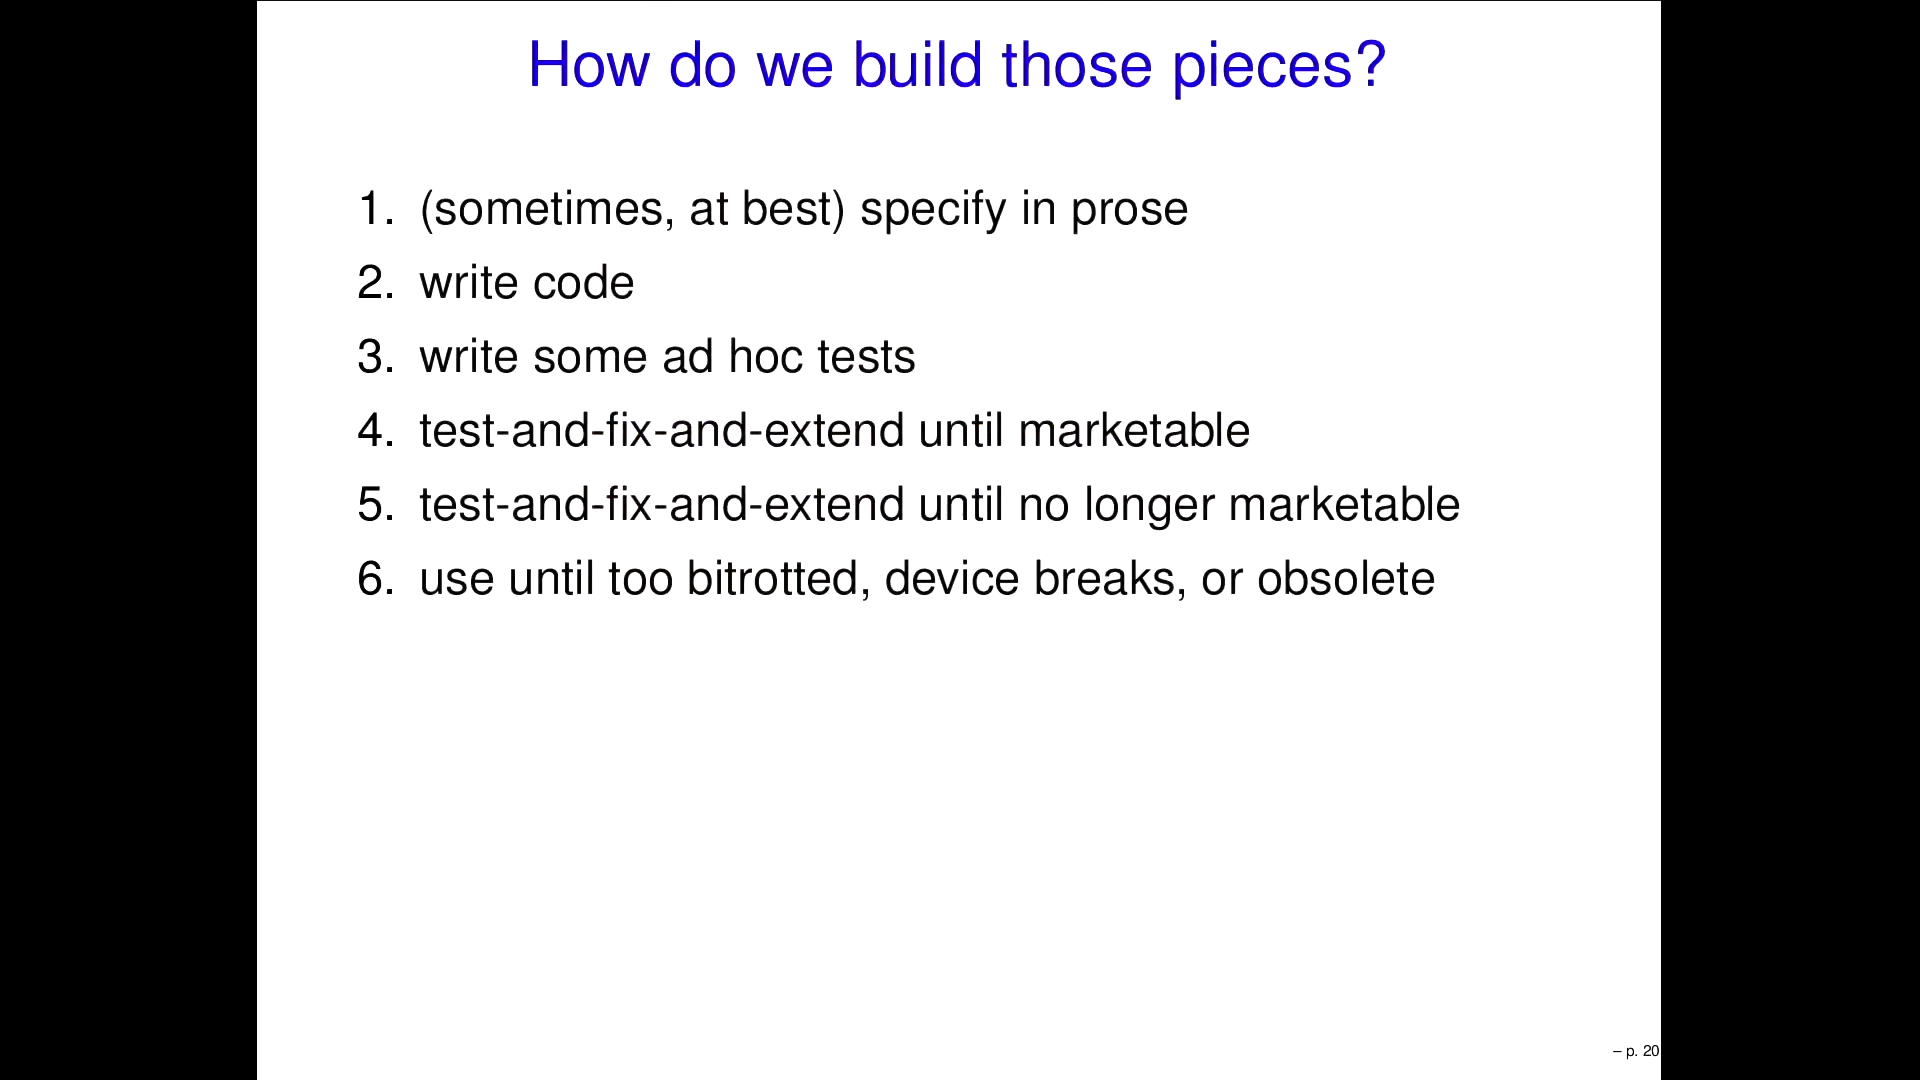 How do we build those pieces?
1. (sometimes, at best) specify in prose
2. write code
3. write some ad hoc tests
4. test-and-fix-and-extend until marketable
5. test-and-fix-and-extend until no longer marketable
6. use until too bitrotted, device breaks, or obsolete
– p. 20